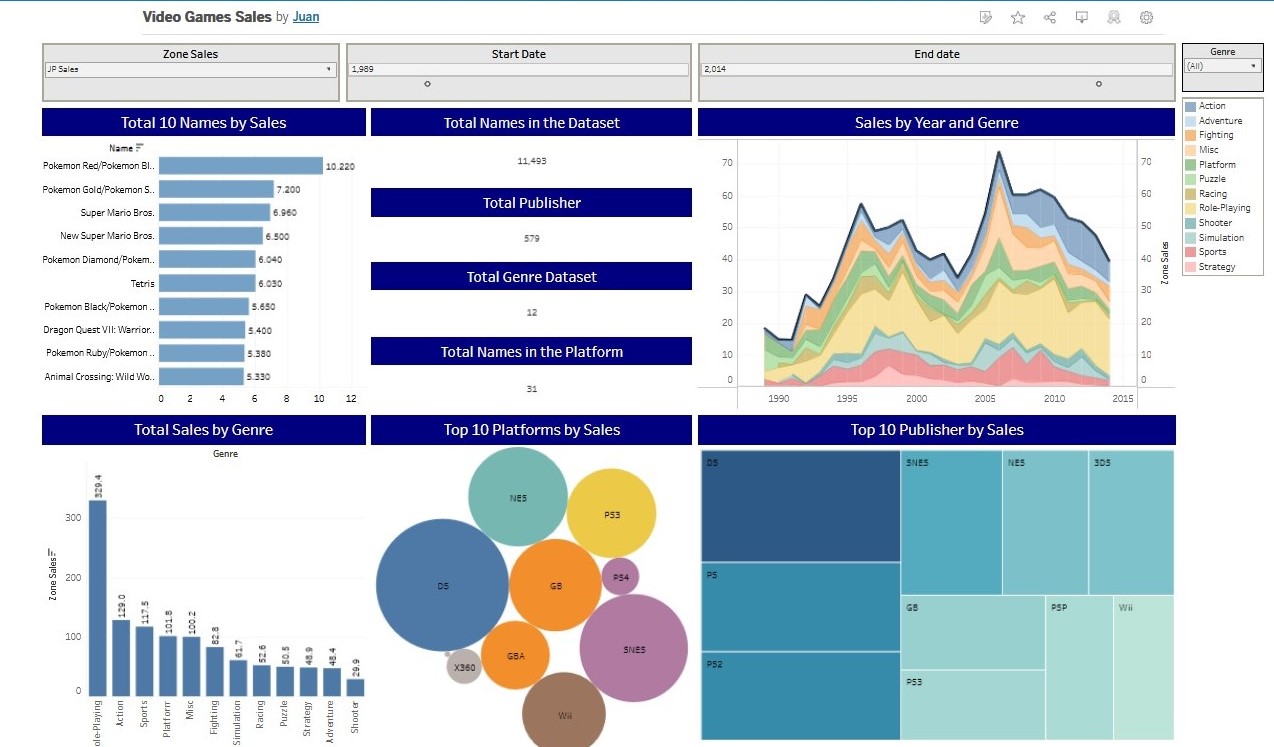 Video Games Sales by Juan
Zone Sales
JP Sales
Start Date
1,989
End date
2,014
Genre
(All)
Total 10 Names by Sales
Name
Pokemon Red/Pokemon Bl.. 10.220
Pokemon Gold/Pokemon S.. 7.200
Super Mario Bros. 6.960
New Super Mario Bros. 6.500
Pokemon Diamond/Pokem.. 6.040
Tetris 6.030
Pokemon Black/Pokemon .. 5.650
Dragon Quest VII: Warrior.. 5.400
Pokemon Ruby/Pokemon .. 5.380
Animal Crossing: Wild Wo.. 5.330
0 2 4 6 8 10 12
Total Names in the Dataset
11,493
Total Publisher
579
Total Genre Dataset
12
Total Names in the Platform
31
Sales by Year and Genre
70 70
60 60
50 50
40 40
30 30
20 20
10 10
0 0
Zone Sales
1990 1995 2000 2005 2010 2015
Action
Adventure
Fighting
Misc
Platform
Puzzle
Racing
Role-Playing
Shooter
Simulation
Sports
Strategy
Total Sales by Genre
Genre
Zone Sales
300
200
100
0
329.4 129.0 117.5 101.8 100.2 82.8 61.7 52.6 50.5 48.9 48.4 29.9
ole-Playing Action Sports Platform Misc Fighting Simulation Racing Puzzle Strategy Adventure Shooter
Top 10 Platforms by Sales
NES
PS3
DS
GB
PS4
SNES
GBA
X360
Wii
Top 10 Publisher by Sales
DS
SNES
NES
3DS
PS
GB
PSP
Wii
PS2
PS3